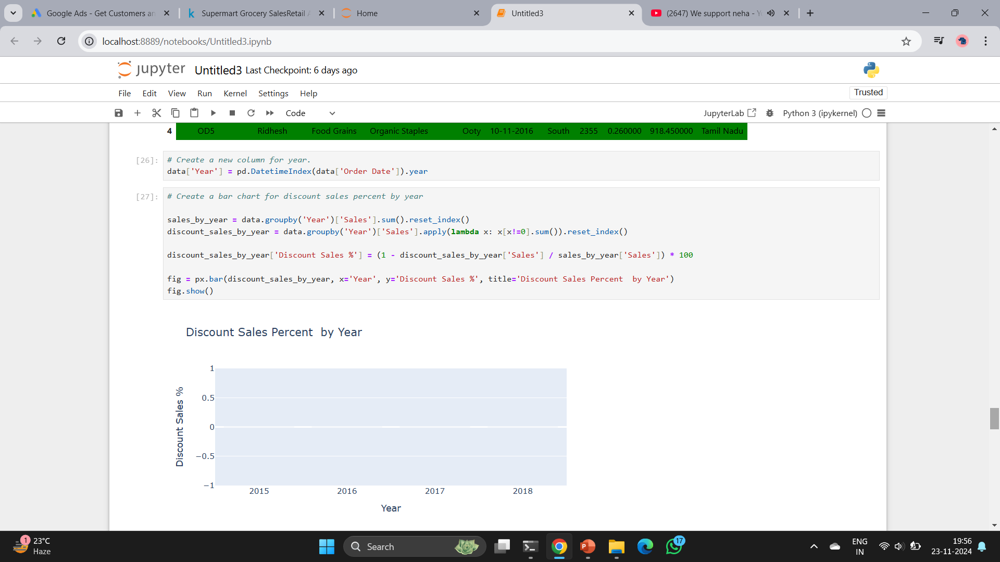 Google Ads - Get Customers an
Supermart Grocery SalesRetail A
Home
Untitled3
(2647) We support neha - Yo
localhost:8889/notebooks/Untitled3.ipynb
jupyter Untitled3 Last Checkpoint: 6 days ago
File Edit View Run Kernel Settings Help
Trusted
Code
JupyterLab
Python 3 (ipykernel)
4 OD5 Ridhesh Food Grains Organic Staples Ooty 10-11-2016 South 2355 0.260000 918.450000 Tamil Nadu
[26]:
# Create a new column for year.
data['Year'] = pd.DatetimeIndex(data['Order Date']).year
[27]:
# Create a bar chart for discount sales percent by year
sales_by_year = data.groupby('Year')['Sales'].sum().reset_index()
discount_sales_by_year = data.groupby('Year')['Sales'].apply(lambda x: x[x!=0].sum()).reset_index()
discount_sales_by_year['Discount Sales %'] = (1 - discount_sales_by_year['Sales'] / sales_by_year['Sales']) * 100
fig = px.bar(discount_sales_by_year, x='Year', y='Discount Sales %', title='Discount Sales Percent  by Year')
fig.show()
Discount Sales Percent  by Year
Discount Sales %
1
0.5
0
−0.5
−1
2015 2016 2017 2018
Year
1
23°C
Haze
Search
17
ENG
IN
19:56
23-11-2024